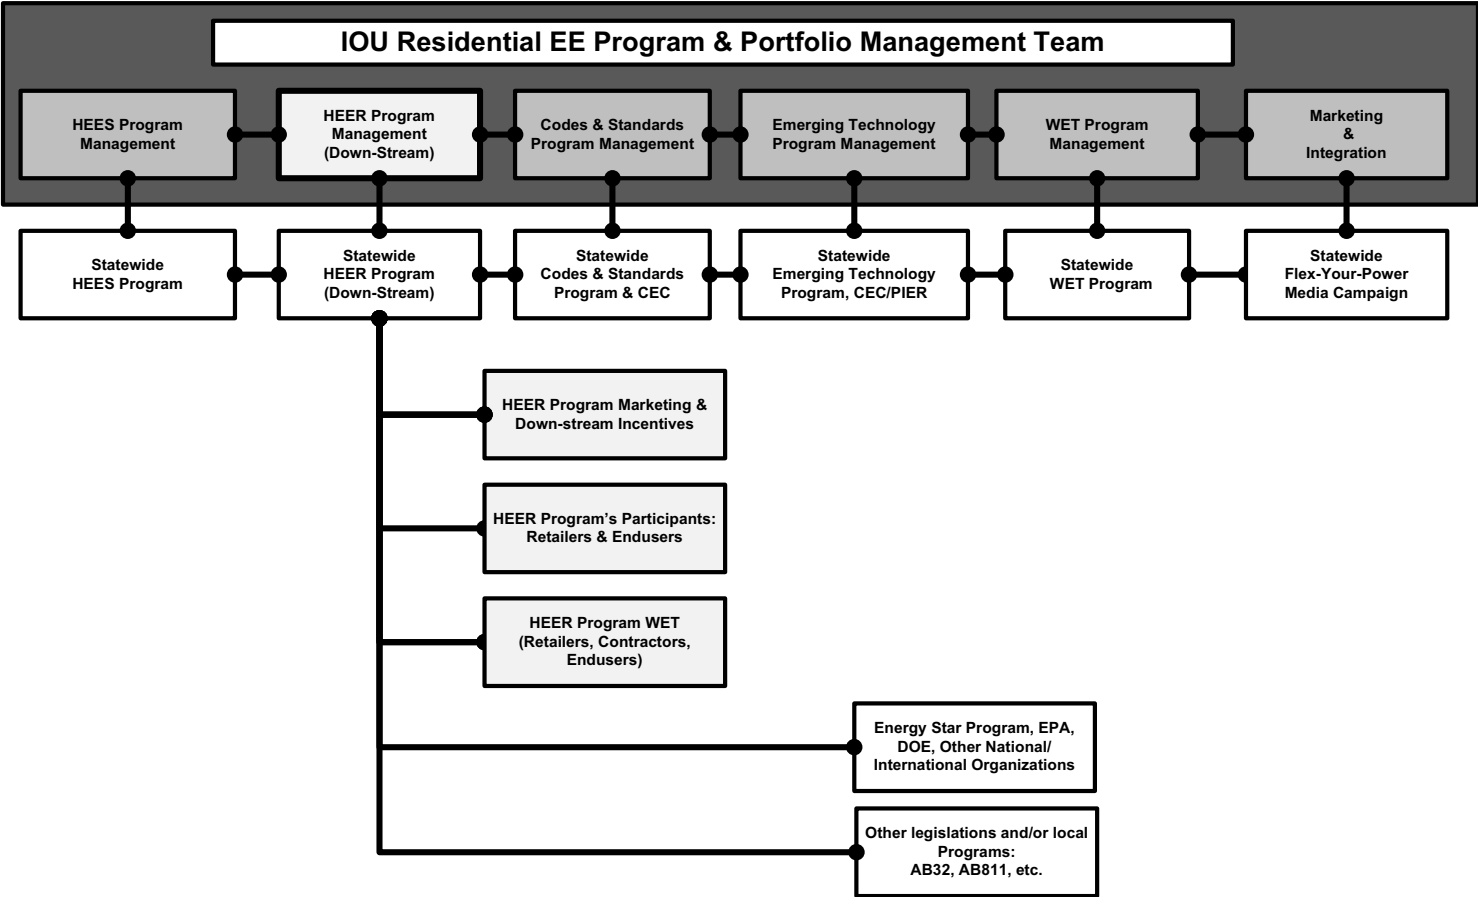 IOU Residential EE Program & Portfolio Management Team
HEES Program
Management
HEER Program
Management
(Down-Stream)
Codes & Standards
Program Management
Emerging Technology
Program Management
WET Program
Management
Marketing
&
Integration
Statewide
HEES Program
Statewide
HEER Program
(Down-Stream)
Statewide
Codes & Standards
Program & CEC
Statewide
Emerging Technology
Program, CEC/PIER
Statewide
WET Program
Statewide
Flex-Your-Power
Media Campaign
HEER Program Marketing &
Down-stream Incentives
HEER Program’s Participants:
Retailers & Endusers
HEER Program WET
(Retailers, Contractors,
Endusers)
Energy Star Program, EPA,
DOE, Other National/
International Organizations
Other legislations and/or local
Programs:
AB32, AB811, etc.